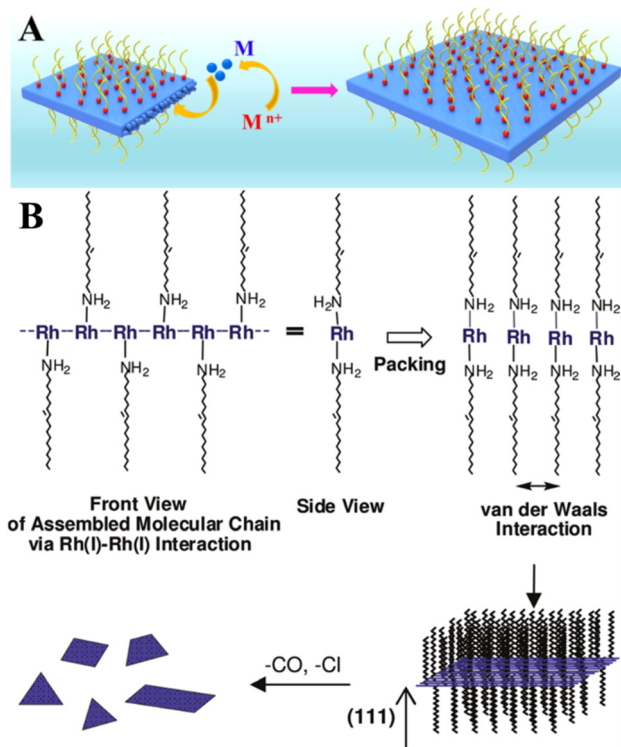 A
M
M n+
B
NH2 NH2 NH2
H2N
NH2 NH2 NH2 NH2
Rh Rh Rh Rh Rh Rh
=
Rh
Packing
Rh Rh Rh Rh
NH2 NH2 NH2
NH2
NH2 NH2 NH2 NH2
Front View
of Assembled Molecular Chain
via Rh(I)-Rh(I) Interaction
Side View
van der Waals
Interaction
-CO, -Cl
(111)